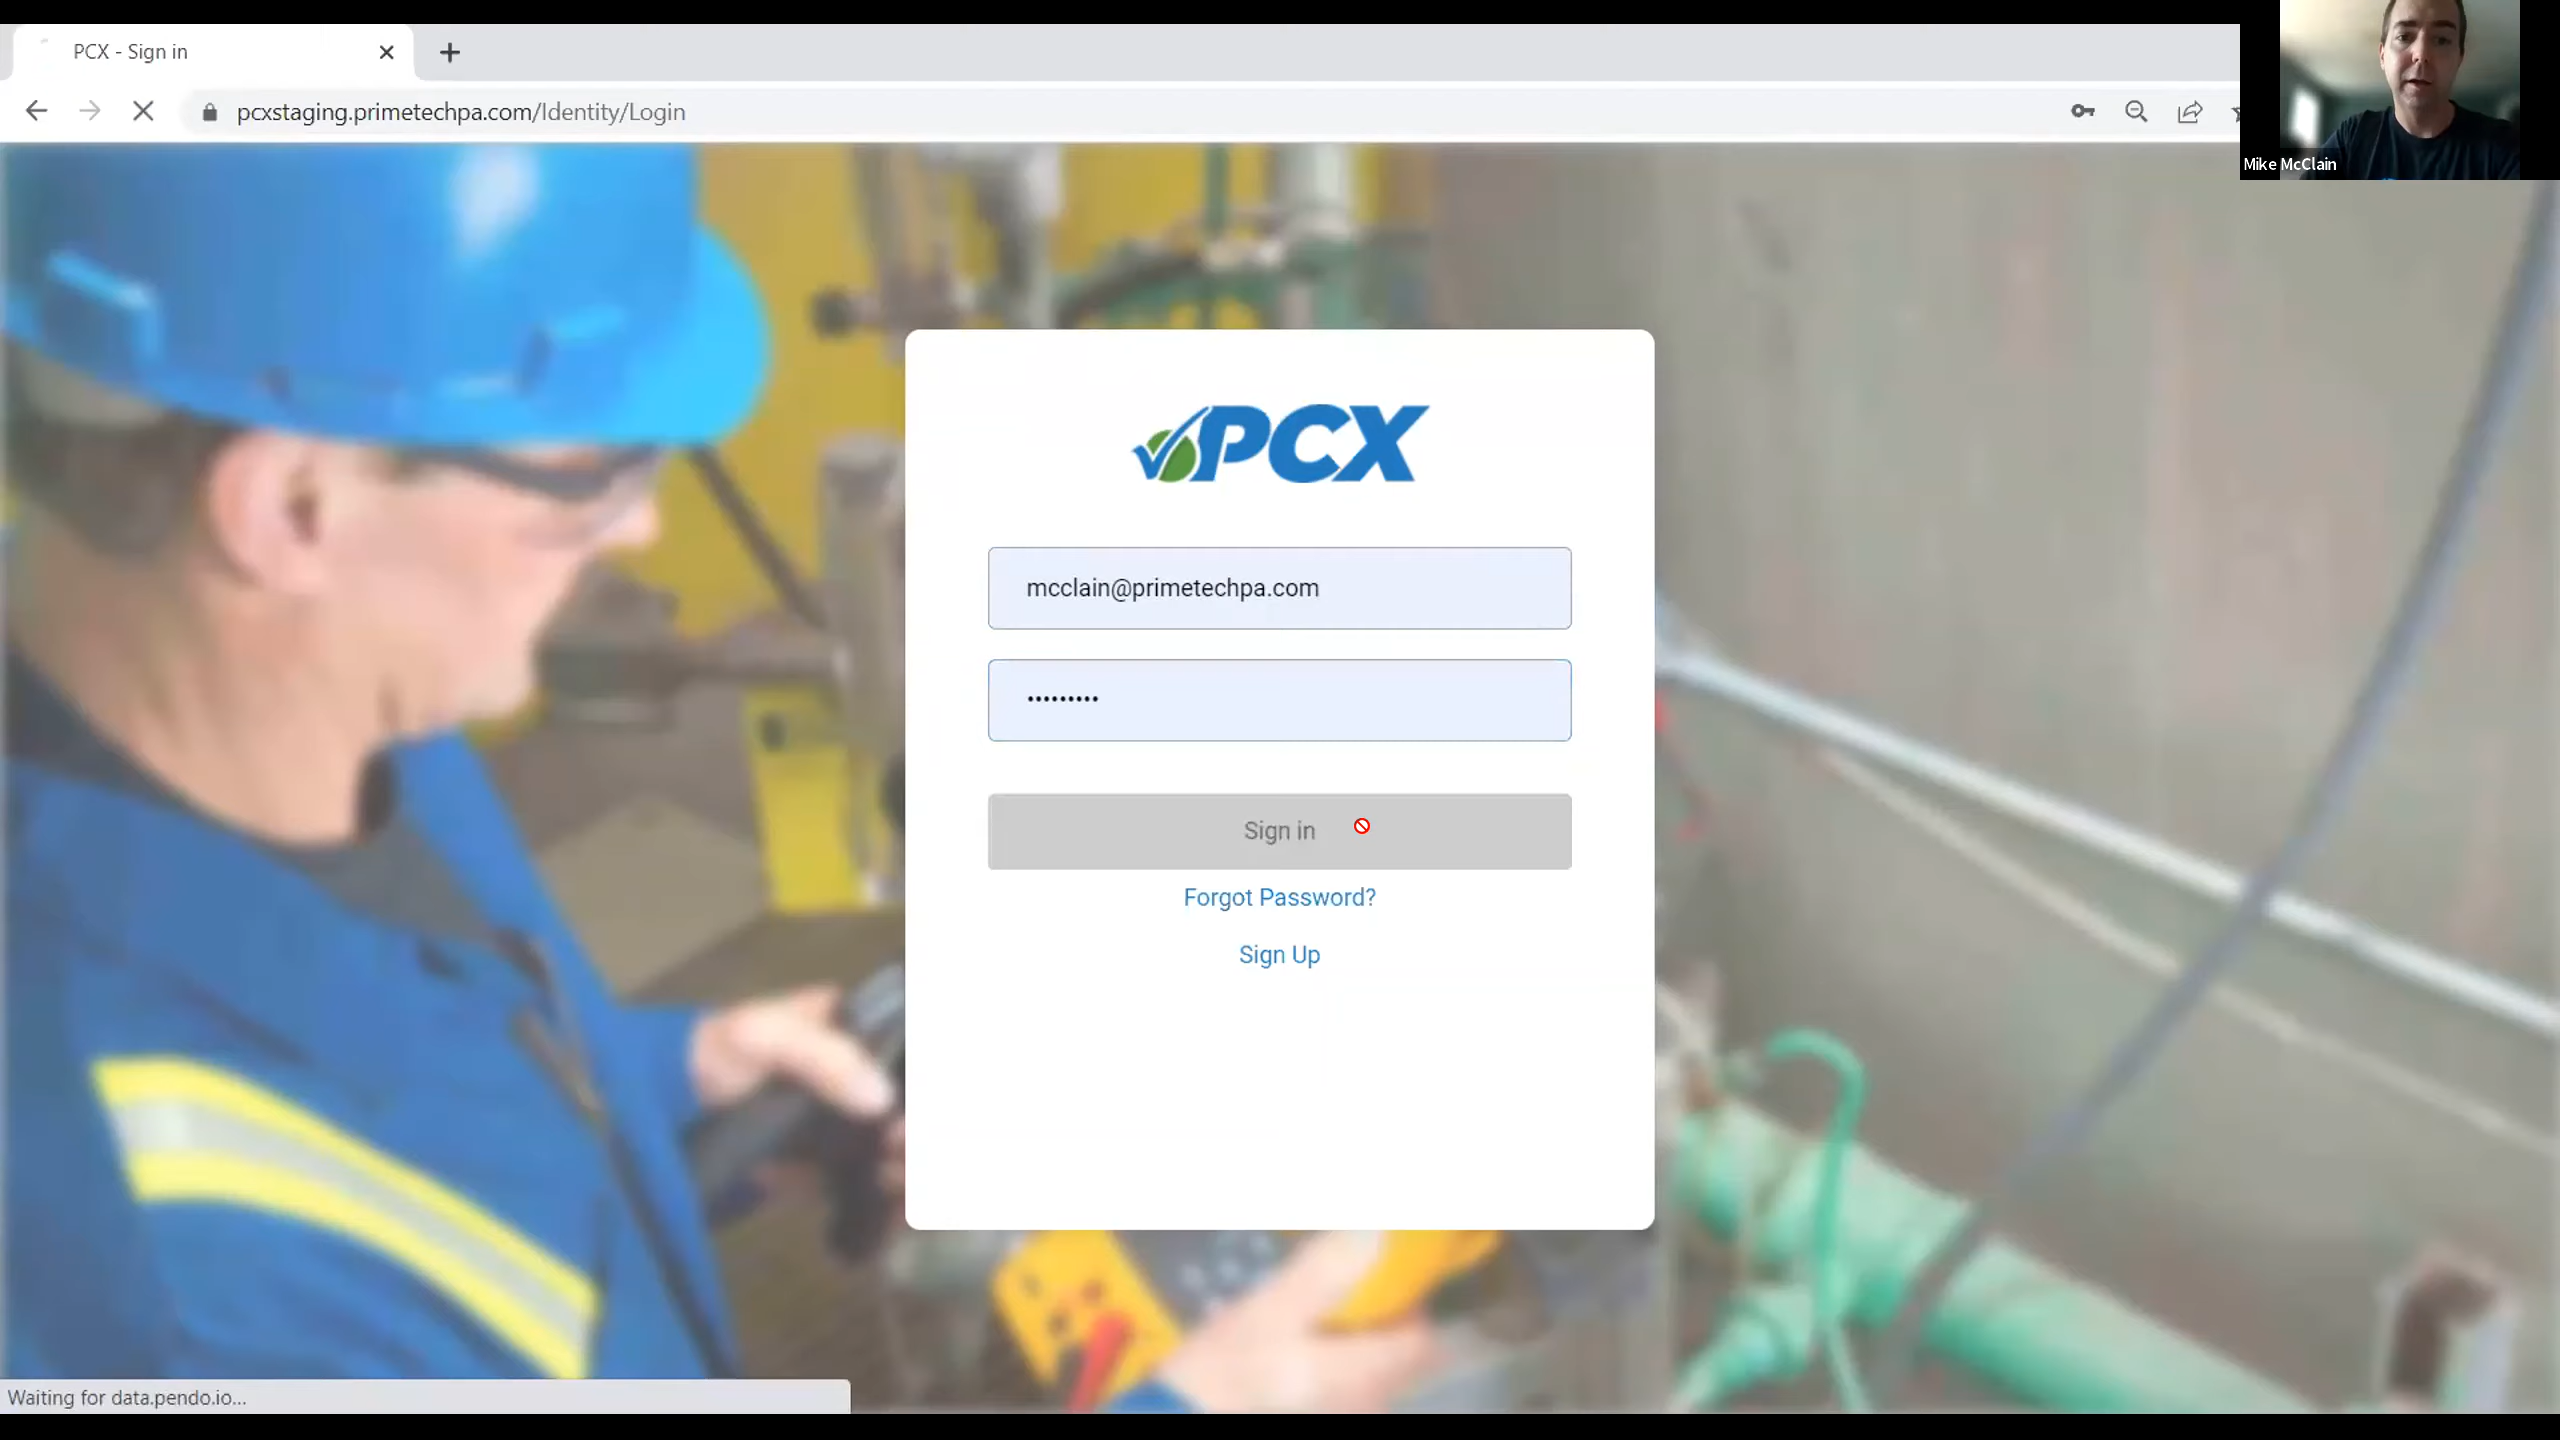 PCX - Sign in
pcxstaging.primetechpa.com/Identity/Login
Mike McClain
PCX
mcclain@primetechpa.com
•••••••••
Sign in
Forgot Password?
Sign Up
Waiting for data.pendo.io...